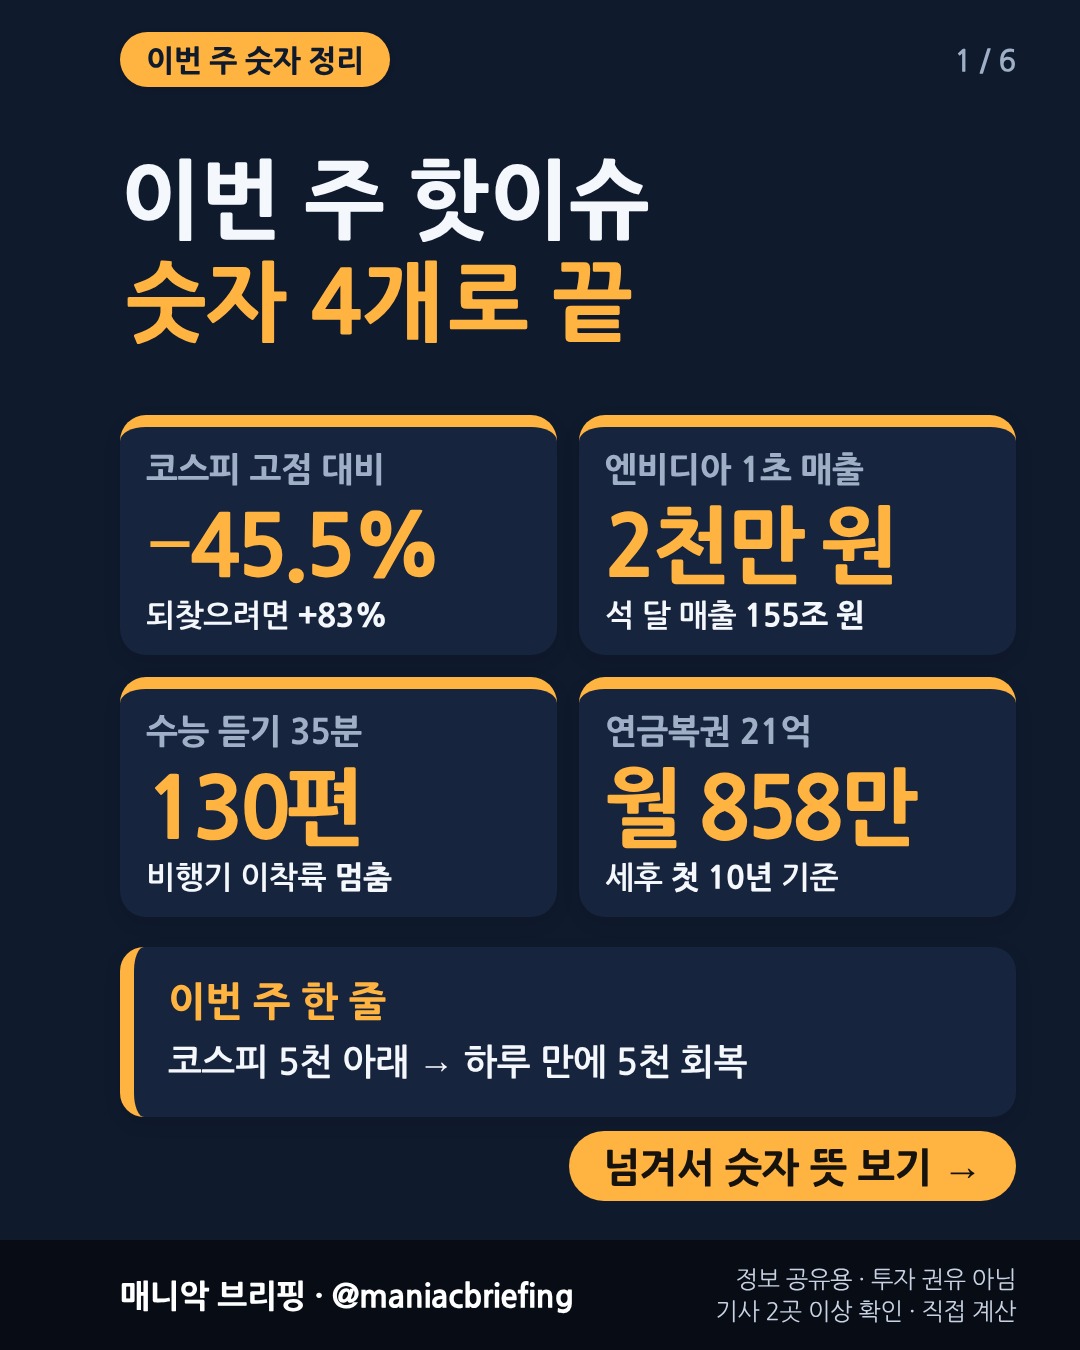 이번 주 숫자 정리
1 / 6
이번 주 핫이슈
숫자 4개로 끝
코스피 고점 대비
−45.5%
되찾으려면 +83%
엔비디아 1초 매출
2천만 원
석 달 매출 155조 원
수능 듣기 35분
130편
비행기 이착륙 멈춤
연금복권 21억
월 858만
세후 첫 10년 기준
이번 주 한 줄
코스피 5천 아래 → 하루 만에 5천 회복
넘겨서 숫자 뜻 보기 →
매니악 브리핑 · @maniacbriefing
정보 공유용 · 투자 권유 아님
기사 2곳 이상 확인 · 직접 계산